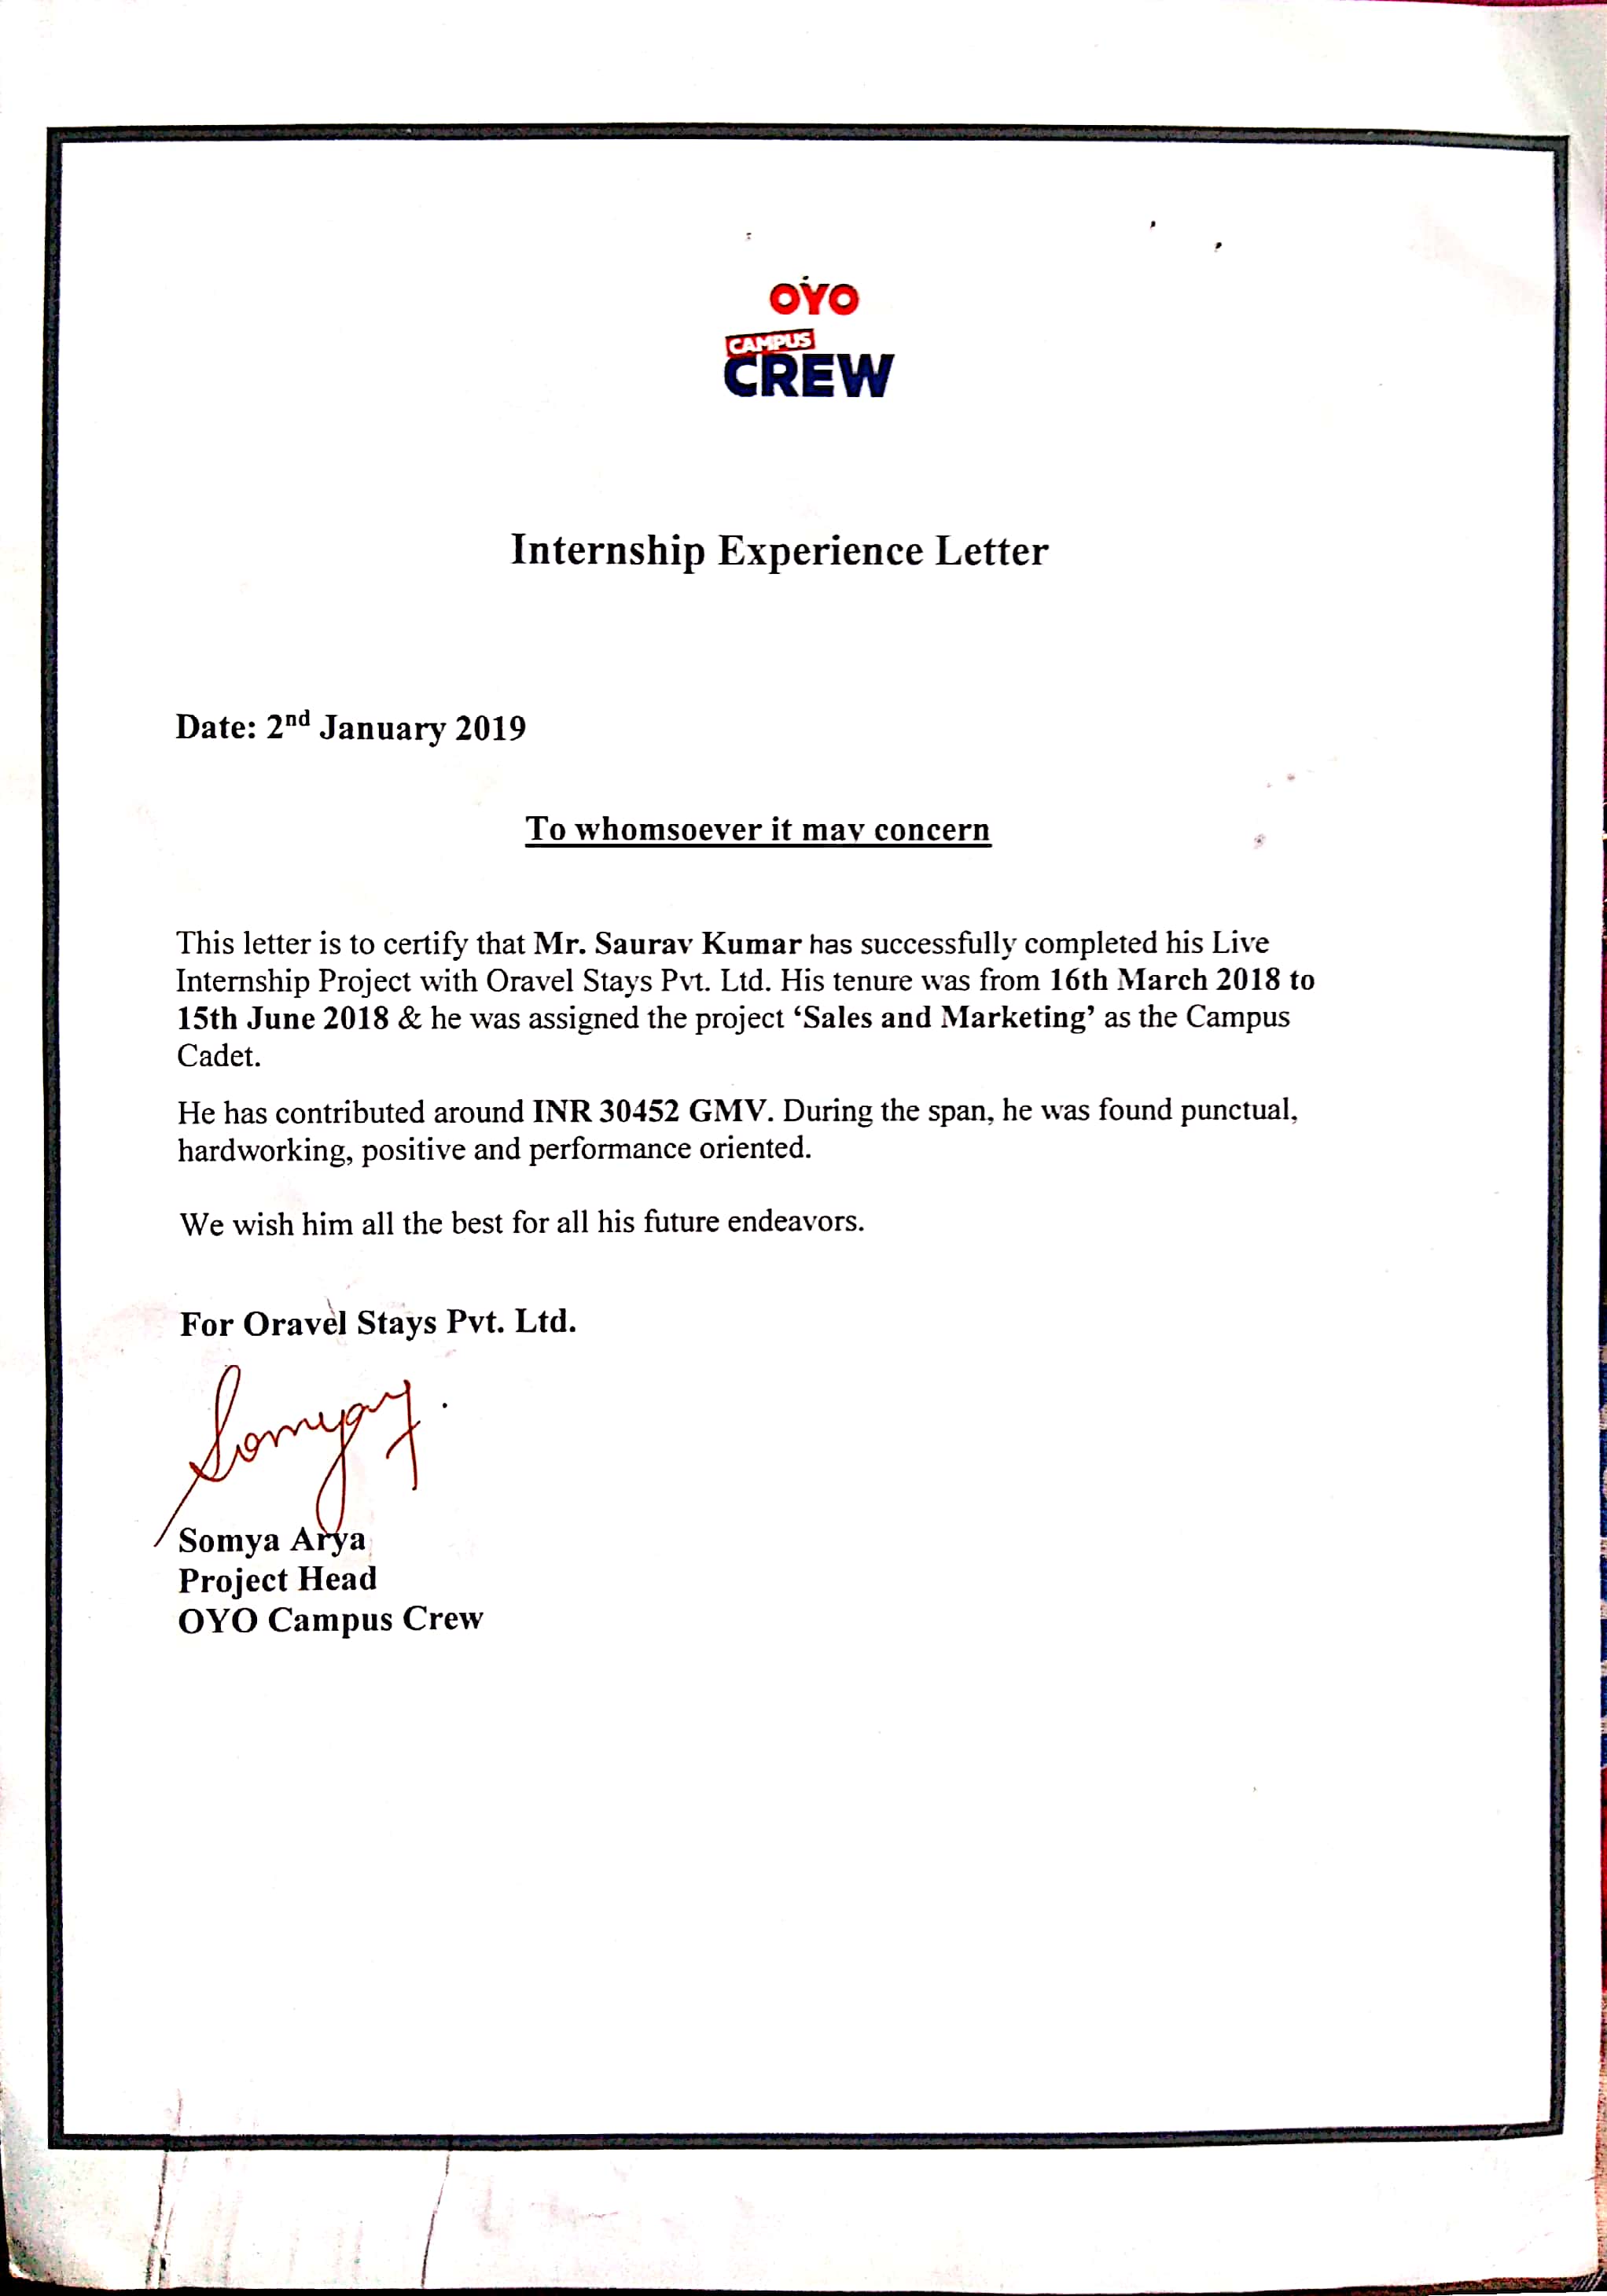 OYO
CAMPUS
CREW
Internship Experience Letter
Date: 2nd January 2019
To whomsoever it may concern
This letter is to certify that Mr. Saurav Kumar has successfully completed his Live
Internship Project with Oravel Stays Pvt. Ltd. His tenure was from 16th March 2018 to
15th June 2018 & he was assigned the project ‘Sales and Marketing’ as the Campus
Cadet.
He has contributed around INR 30452 GMV. During the span, he was found punctual,
hardworking, positive and performance oriented.
We wish him all the best for all his future endeavors.
For Oravel Stays Pvt. Ltd.
Somya Arya
Project Head
OYO Campus Crew